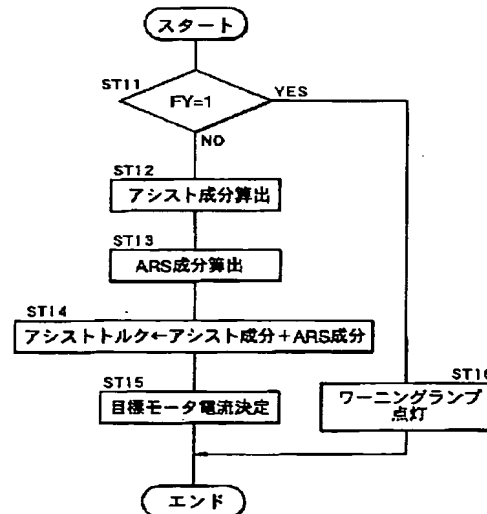 スタート
ST11
FY=1
YES
NO
ST12
アシスト成分算出
ST13
ARS成分算出
ST14
アシストトルク←アシスト成分+ARS成分
ST15
目標モータ電流決定
ST16
ワーニングランプ
点灯
エンド